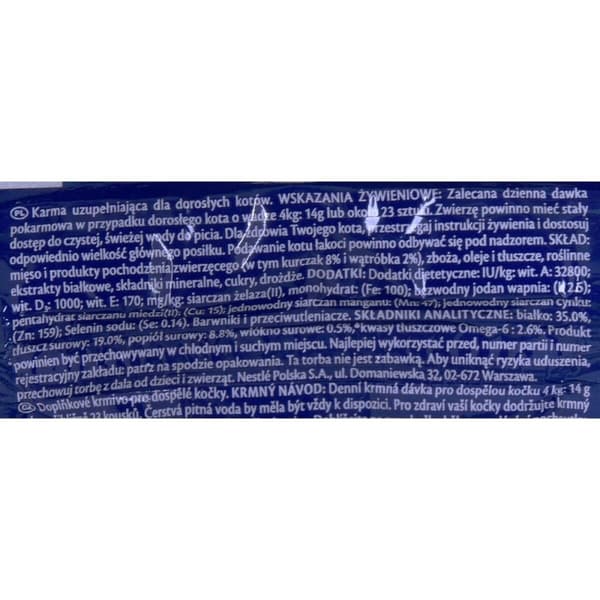 PL Karma uzupełniająca dla dorosłych kotów. WSKAZANIA ŻYWIENIOWE: Zalecana dzienna dawka
pokarmowa w przypadku dorosłego kota o wadze 4kg: 14g lub około 23 sztuki. Zwierzę powinno mieć stały
dostęp do czystej, świeżej wody do picia. Dla zdrowia Twojego kota, przestrzegaj instrukcji żywienia i dostosuj
odpowiednio wielkość głównego posiłku. Podawanie kotu łakoci powinno odbywać się pod nadzorem. SKŁAD:
mięso i produkty pochodzenia zwierzęcego (w tym kurczak 8% i wątróbka 2%), zboża, oleje i tłuszcze, roślinne
ekstrakty białkowe, składniki mineralne, cukry, drożdże. DODATKI: Dodatki dietetyczne: IU/kg: wit. A: 32800;
wit. D₃: 1000; wit. E: 170; mg/kg: siarczan żelaza(II), monohydrat: (Fe: 100); bezwodny jodan wapnia:
pentahydrat siarczanu miedzi(II): (Cu: 15); jednowodny siarczan manganu: (Mn: 47); jednowodny siarczan cynku:
(Zn: 159); Selenin sodu: (Se: 0.14). Barwniki i przeciwutleniacze. SKŁADNIKI ANALITYCZNE: białko: 35.0%,
tłuszcz surowy: 19.0%, popiół surowy: 8.8%, włókno surowe: 0.5%, kwasy tłuszczowe Omega-6 : 2.6%. Produkt
powinien być przechowywany w chłodnym i suchym miejscu. Najlepiej wykorzystać przed, numer partii i numer
rejestracyjny zakładu: patrz na spodzie opakowania. Ta torba nie jest zabawką. Aby uniknąć ryzyka uduszenia,
przechowuj torbę z dala od dzieci i zwierząt. Nestlé Polska S.A., ul. Domaniewska 32, 02-672 Warszawa.
Doplňkové krmivo pro dospělé kočky. KRMNÝ NÁVOD: Denní krmná dávka pro dospělou kočku 4 kg: 14 g
23 kousků. Čerstvá pitná voda by měla být vždy k dispozici. Pro zdraví vaší kočky dodržujte krmný